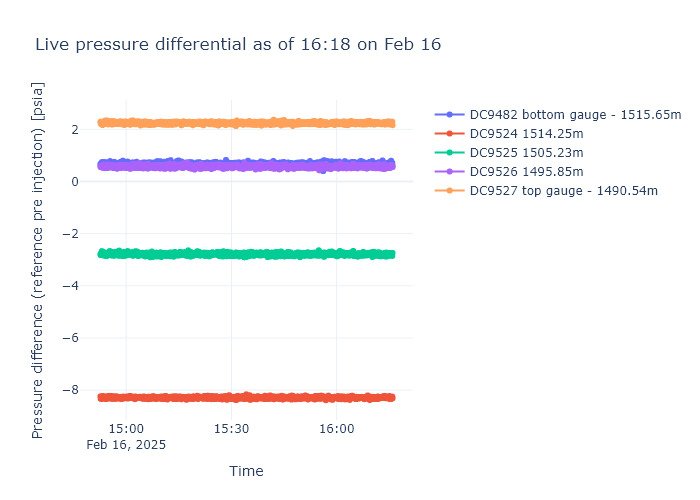 Live pressure differential as of 16:18 on Feb 16
Pressure difference (reference pre injection) [psia]
2
0
−2
−4
−6
−8
15:00
Feb 16, 2025
15:30
16:00
Time
DC9482 bottom gauge - 1515.65m
DC9524 1514.25m
DC9525 1505.23m
DC9526 1495.85m
DC9527 top gauge - 1490.54m